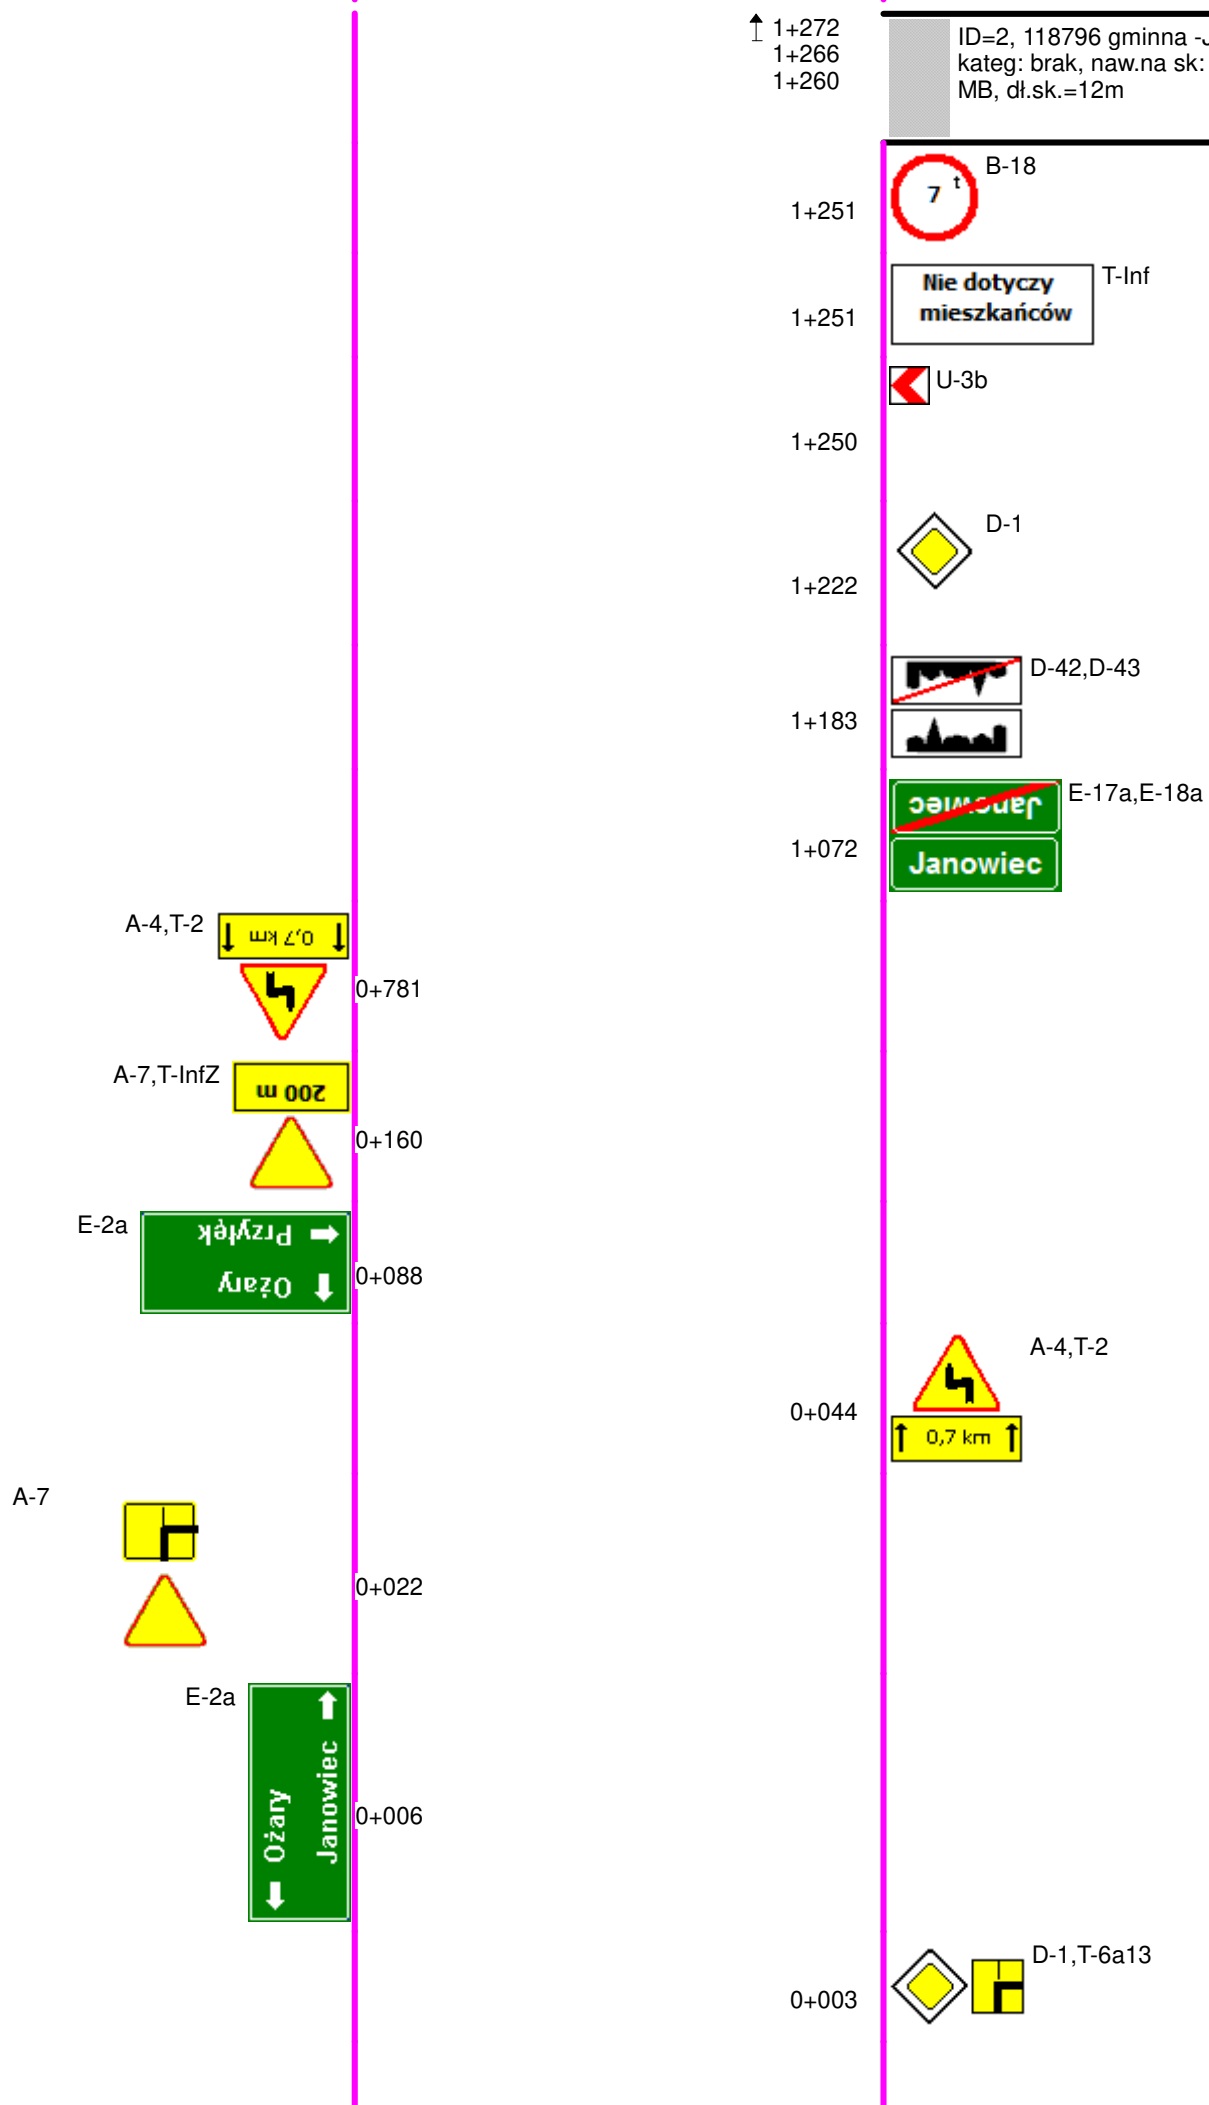 1+272
1+266
1+260
ID=2, 118796 gminna -
kateg: brak, naw.na sk:
MB, dł.sk.=12m
B-18
7 t
1+251
T-Inf
Nie dotyczy
mieszkańców
1+251
U-3b
1+250
D-1
1+222
D-42,D-43
1+183
E-17a,E-18a
Janowiec
1+072
Janowiec
A-4,T-2
0,7 km
0+781
A-7,T-InfZ
200 m
0+160
E-2a
Przyłęk
Ożary
0+088
A-4,T-2
0+044
0,7 km
A-7
0+022
E-2a
Ożary
Janowiec
0+006
D-1,T-6a13
0+003